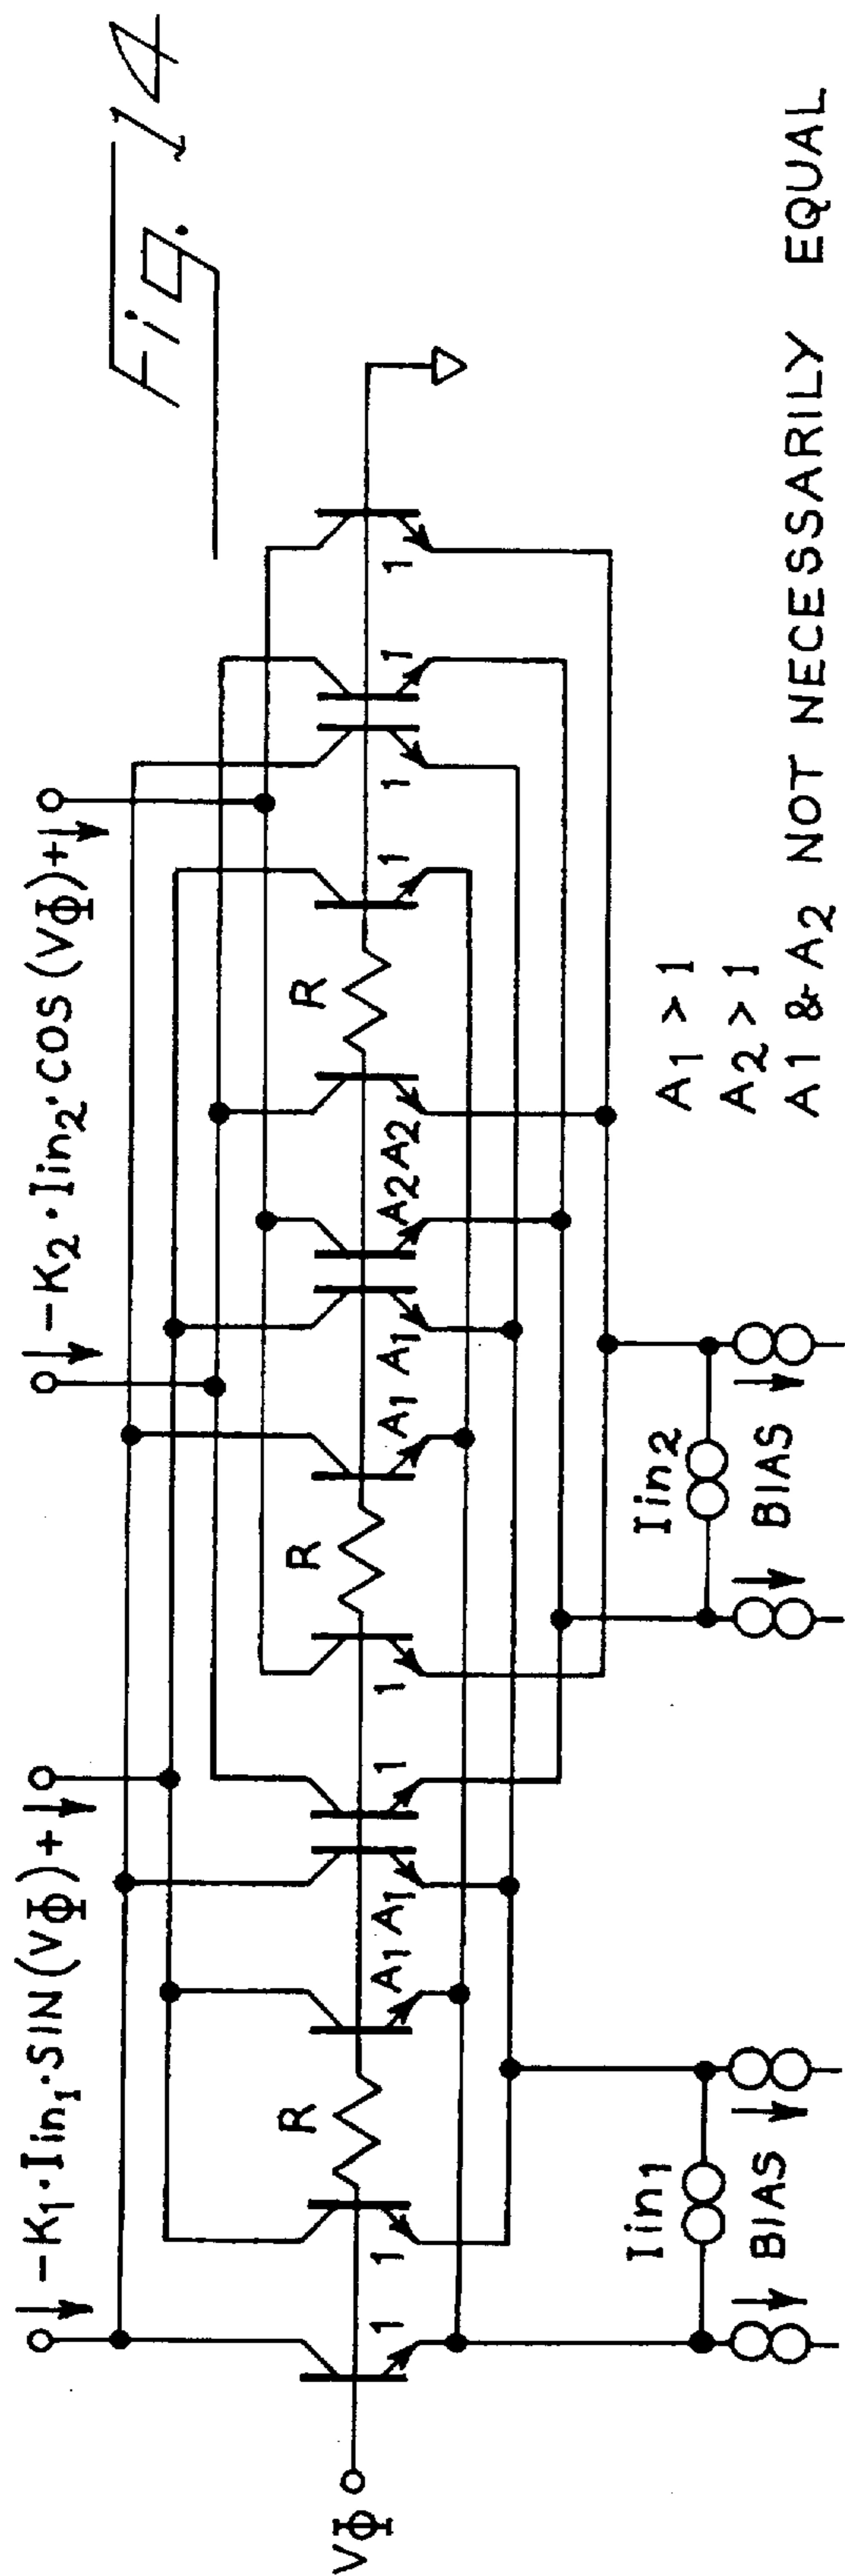 Fig. 14
−K1·Iin1·SIN(VΦ)+
−K2·Iin2·COS(VΦ)+
VΦ
R
R
R
1
1
A1 A1
1
1
A1 A1
A2 A2
1
1
1
1
Iin1
BIAS
Iin2
BIAS
A1 > 1
A2 > 1
A1 & A2 NOT NECESSARILY EQUAL